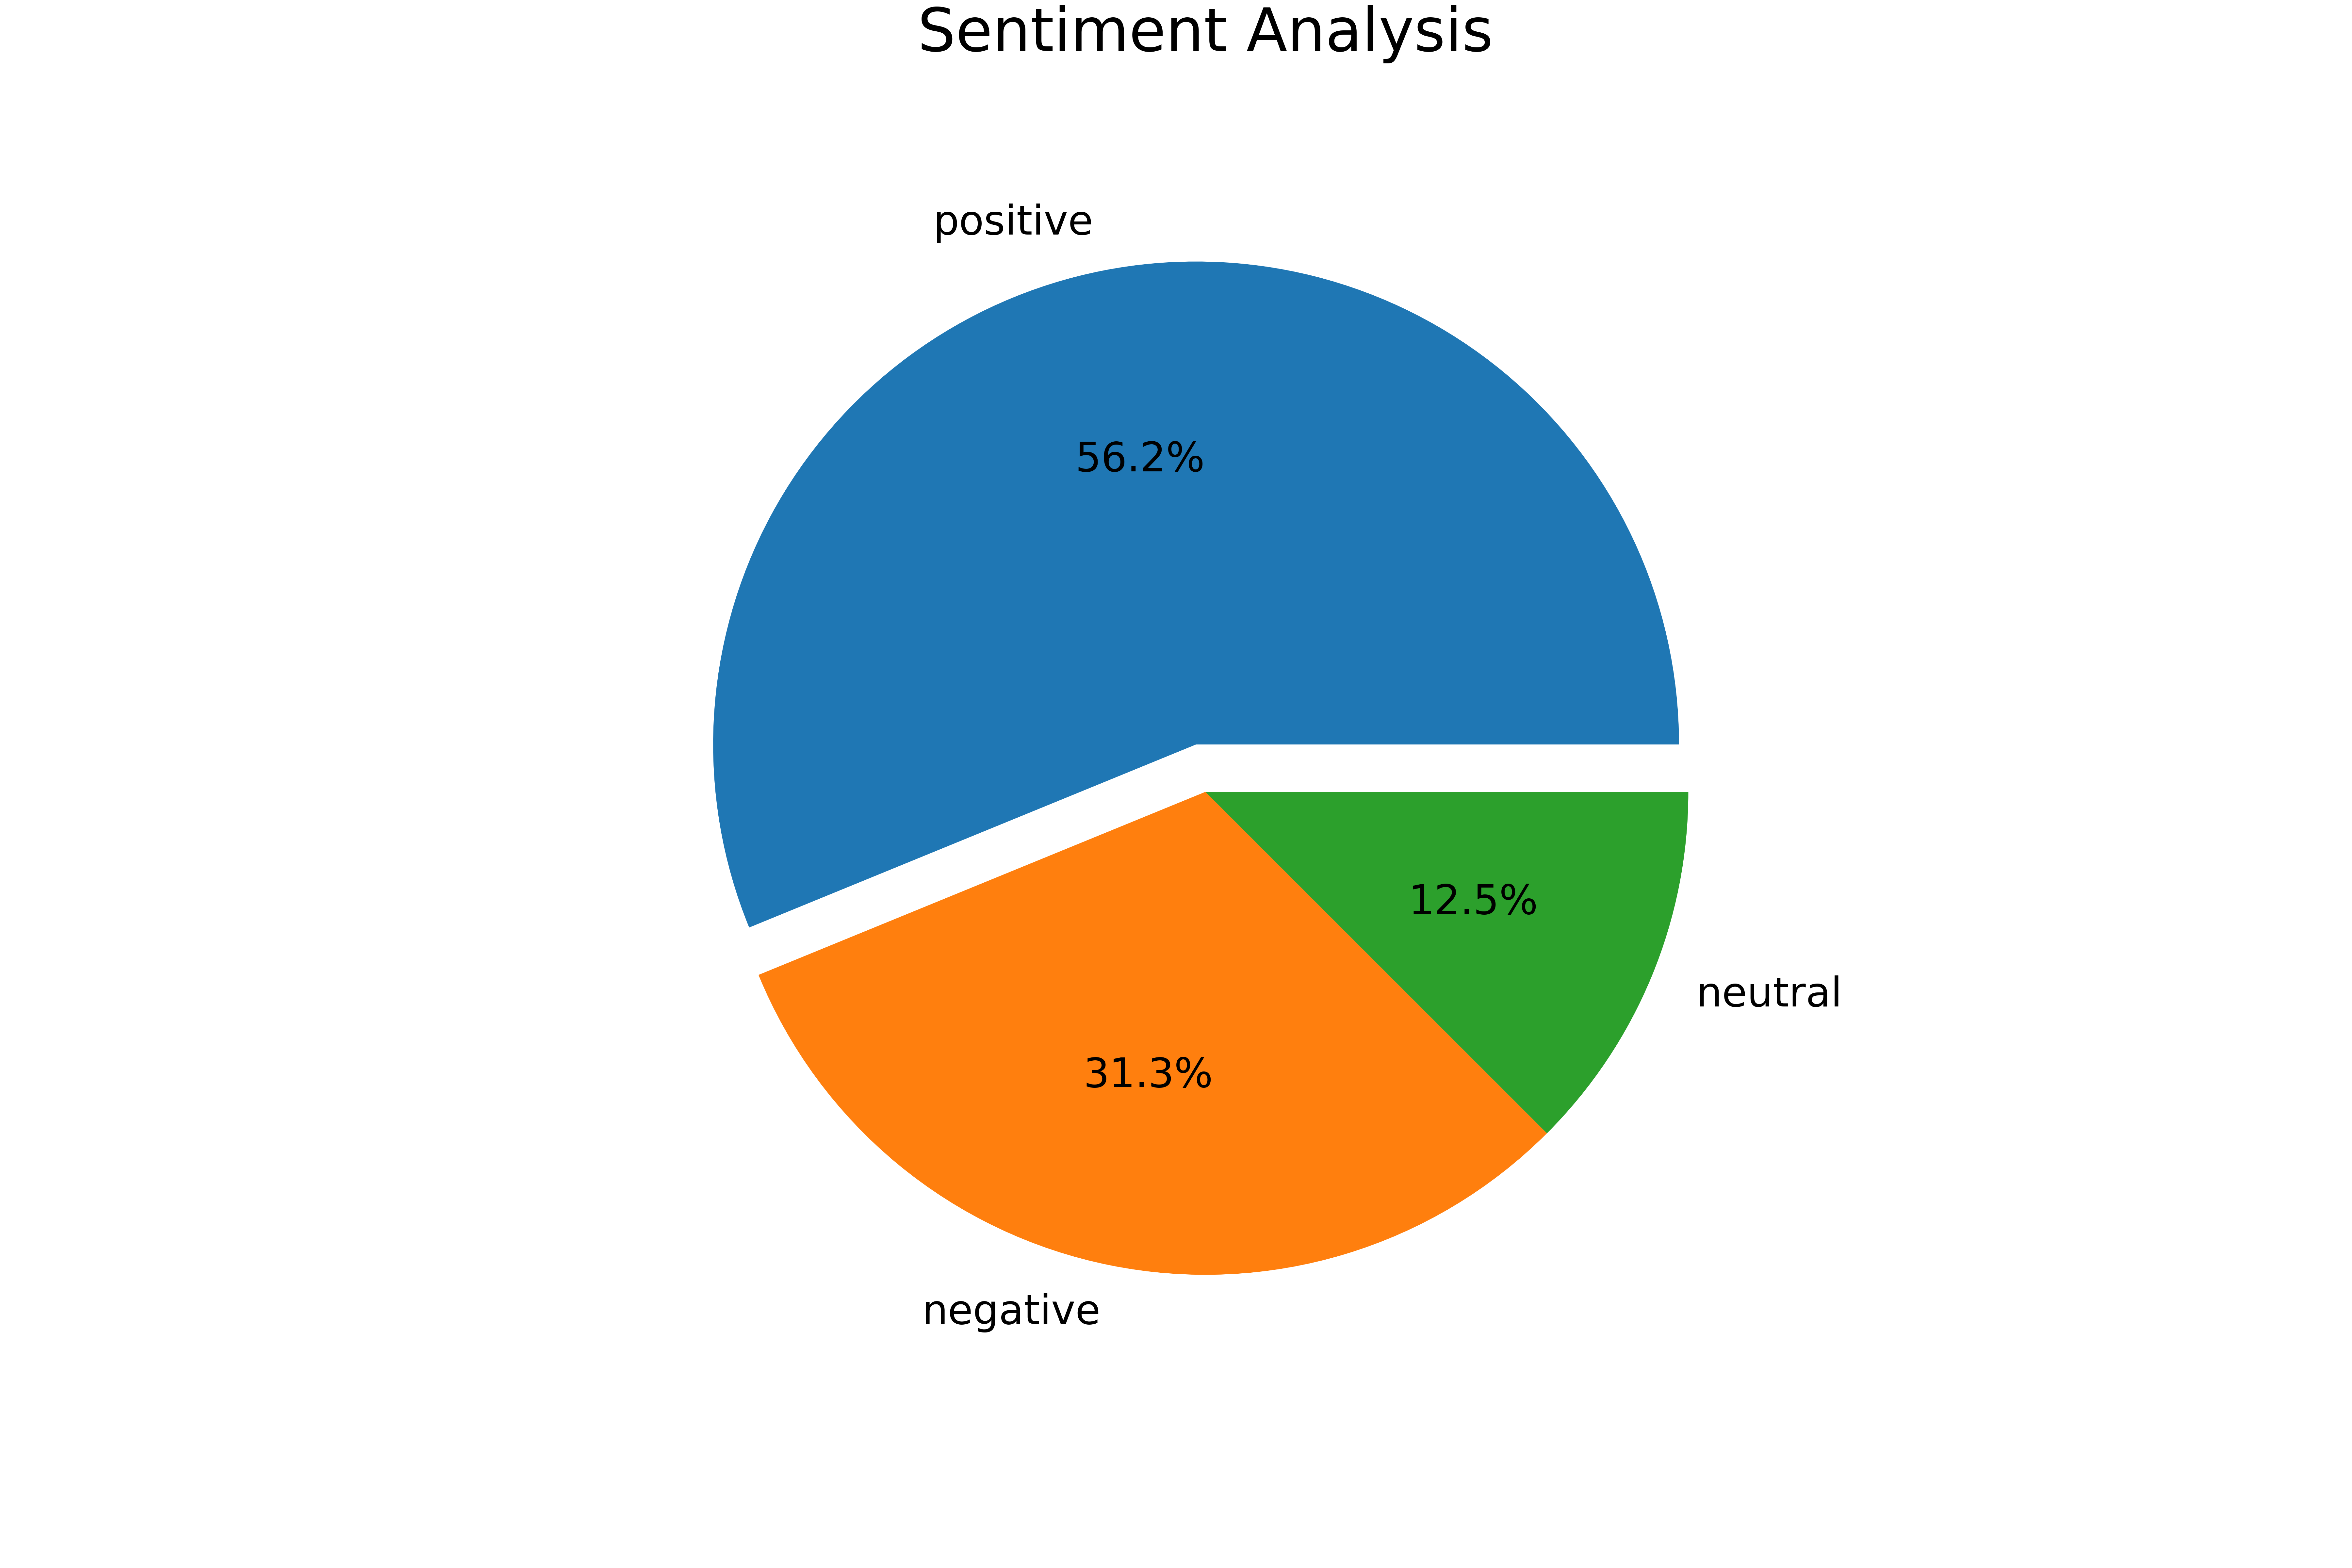 Sentiment Analysis
positive
56.2%
12.5%
neutral
31.3%
negative